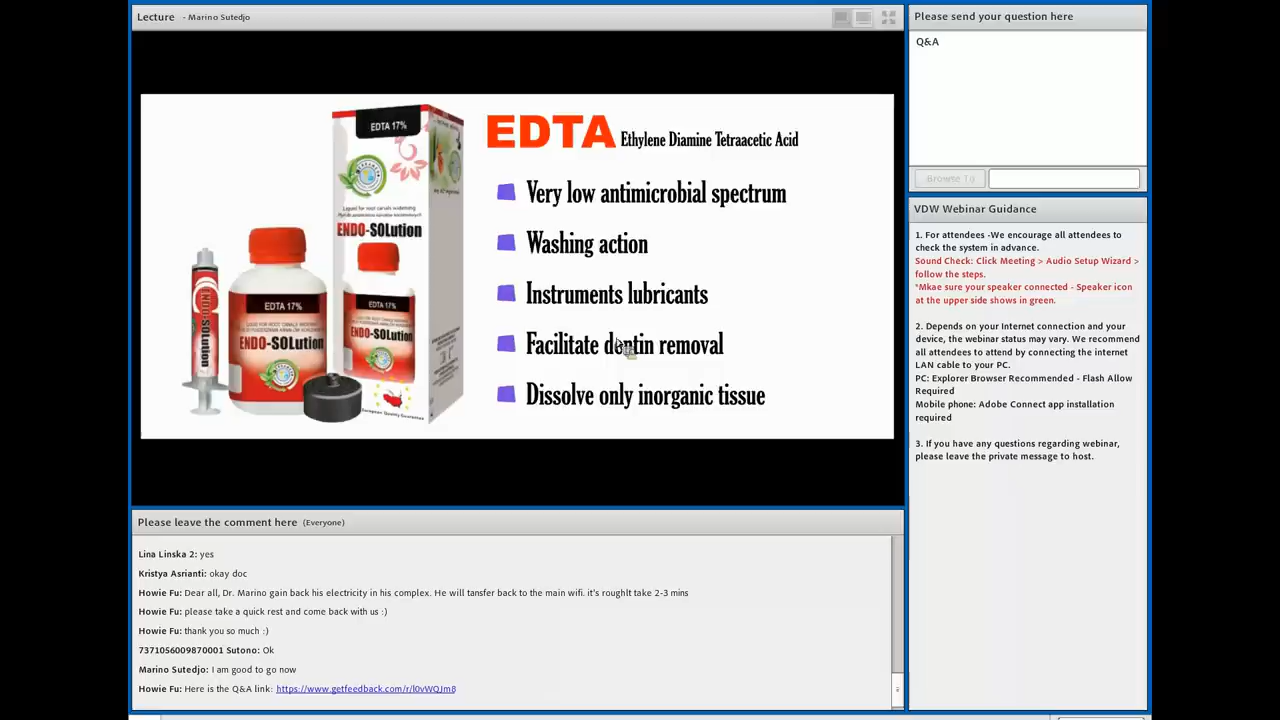 Lecture - Marino Sutedjo
EDTA 17%
ENDO-SOLution
EDTA 17%
ENDO-SOLution
EDTA 17%
ENDO-SOLution
ENDO-SOLution
EDTA Ethylene Diamine Tetraacetic Acid
Very low antimicrobial spectrum
Washing action
Instruments lubricants
Facilitate dentin removal
Dissolve only inorganic tissue
Please leave the comment here (Everyone)
Lina Linska 2: yes
Kristya Asrianti: okay doc
Howie Fu: Dear all, Dr. Marino gain back his electricity in his complex. He will tansfer back to the main wifi. it's roughlt take 2-3 mins
Howie Fu: please take a quick rest and come back with us :)
Howie Fu: thank you so much :)
7371056009870001 Sutono: Ok
Marino Sutedjo: I am good to go now
Howie Fu: Here is the Q&A link: https://www.getfeedback.com/r/l0vWQJm8
Please send your question here
Q&A
Browse To
VDW Webinar Guidance
1. For attendees -We encourage all attendees to
check the system in advance.
Sound Check: Click Meeting > Audio Setup Wizard >
follow the steps.
*Mkae sure your speaker connected - Speaker icon
at the upper side shows in green.
2. Depends on your Internet connection and your
device, the webinar status may vary. We recommend
all attendees to attend by connecting the internet
LAN cable to your PC.
PC: Explorer Browser Recommended - Flash Allow
Required
Mobile phone: Adobe Connect app installation
required
3. If you have any questions regarding webinar,
please leave the private message to host.